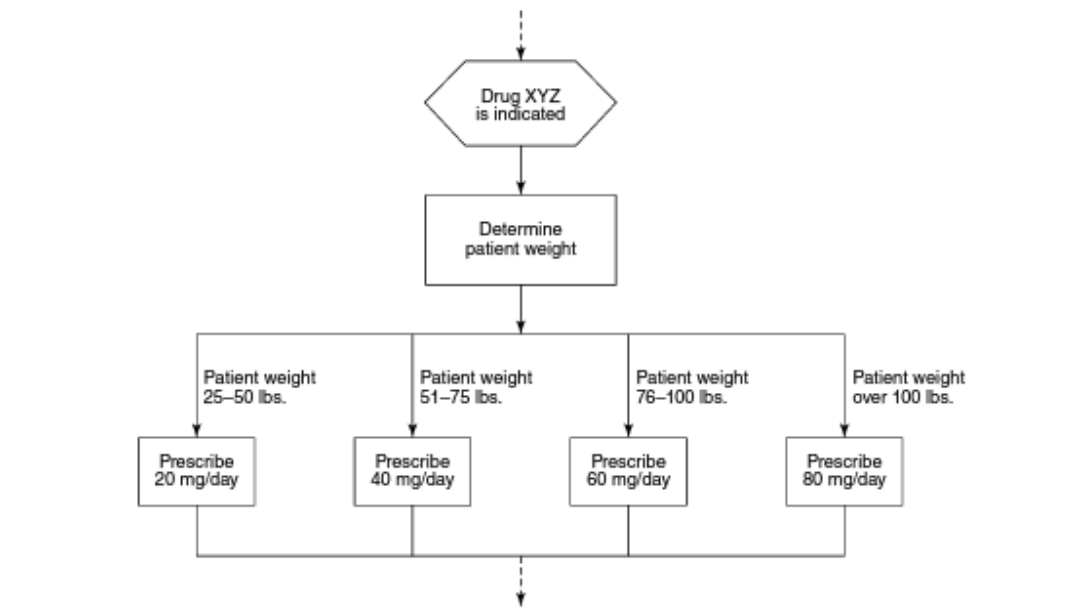 Drug XYZ
is indicated
Determine
patient weight
Patient weight
25–50 lbs.
Patient weight
51–75 lbs.
Patient weight
76–100 lbs.
Patient weight
over 100 lbs.
Prescribe
20 mg/day
Prescribe
40 mg/day
Prescribe
60 mg/day
Prescribe
80 mg/day